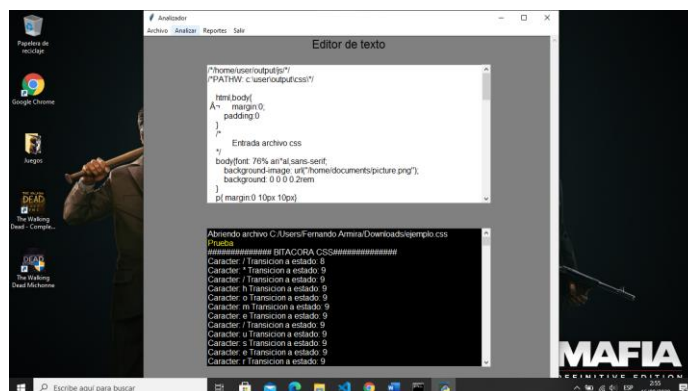 Analizador
Archivo Analizar Reportes Salir
Editor de texto
Papelera de
reciclaje
Google Chrome
Juegos
The Walking
Dead - Comple...
The Walking
Dead Michonne
/*/home/user/output/js/*/
/*PATHW: c:\user\output\css\*/
html,body{
¬ margin:0;
padding:0
}
/*
Entrada archivo css
*/
body{font: 76% ari*al,sans-serif;
background-image: url("/home/documents/picture.png");
background: 0 0 0 0.2rem
}
p{ margin:0 10px 10px}
Abriendo archivo C:/Users/Fernando Armira/Downloads/ejemplo.css
Prueba
############## BITACORA CSS##############
Caracter: / Transicion a estado: 8
Caracter: * Transicion a estado: 9
Caracter: / Transicion a estado: 9
Caracter: h Transicion a estado: 9
Caracter: o Transicion a estado: 9
Caracter: m Transicion a estado: 9
Caracter: e Transicion a estado: 9
Caracter: / Transicion a estado: 9
Caracter: u Transicion a estado: 9
Caracter: s Transicion a estado: 9
Caracter: e Transicion a estado: 9
Caracter: r Transicion a estado: 9
MAFIA
DEFINITIVE EDITION
Escribe aquí para buscar
ESP
2:55